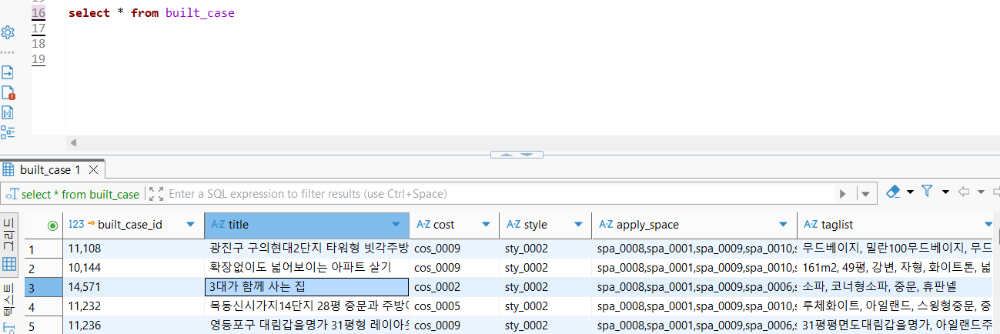 16 select * from built_case
17
18
19
built_case 1
select * from built_case Enter a SQL expression to filter results (use Ctrl+Space)
그리드
텍스트
123 built_case_id A-Z title A-Z cost A-Z style A-Z apply_space A-Z taglist
1 11,108 광진구 구의현대2단지 타워형 빗각주방 cos_0009 sty_0002 spa_0008,spa_0001,spa_0009,spa_0010,s 무드베이지, 밀란100무드베이지, 무드
2 10,144 확장없이도 넓어보이는 아파트 살기 cos_0009 sty_0002 spa_0008,spa_0001,spa_0009,spa_0010,s 161m2, 49평, 강변, 자형, 화이트톤, 넓
3 14,571 3대가 함께 사는 집 cos_0002 sty_0002 spa_0008,spa_0001,spa_0009,spa_0006,s 소파, 코너형소파, 중문, 휴판넬
4 11,232 목동신시가지14단지 28평 중문과 주방 cos_0005 sty_0002 spa_0008,spa_0001,spa_0009,spa_0010,s 루체화이트, 아일랜드, 스윙형중문, 중
5 11,236 영등포구 대림갑을명가 31평형 레이아웃 cos_0009 sty_0002 spa_0008,spa_0001,spa_0009,spa_0006,s 31평평면도대림갑을명가, 아일랜드주